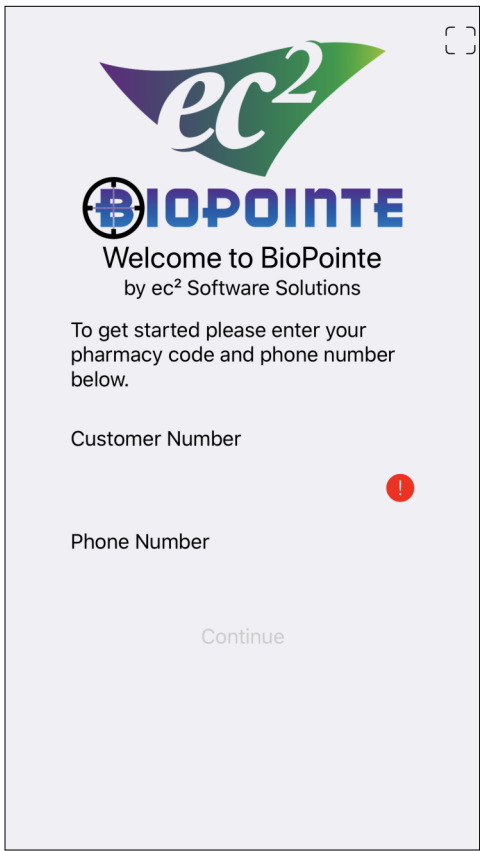 ec²
BIOPOINTE
Welcome to BioPointe
by ec² Software Solutions
To get started please enter your
pharmacy code and phone number
below.
Customer Number
!
Phone Number
Continue